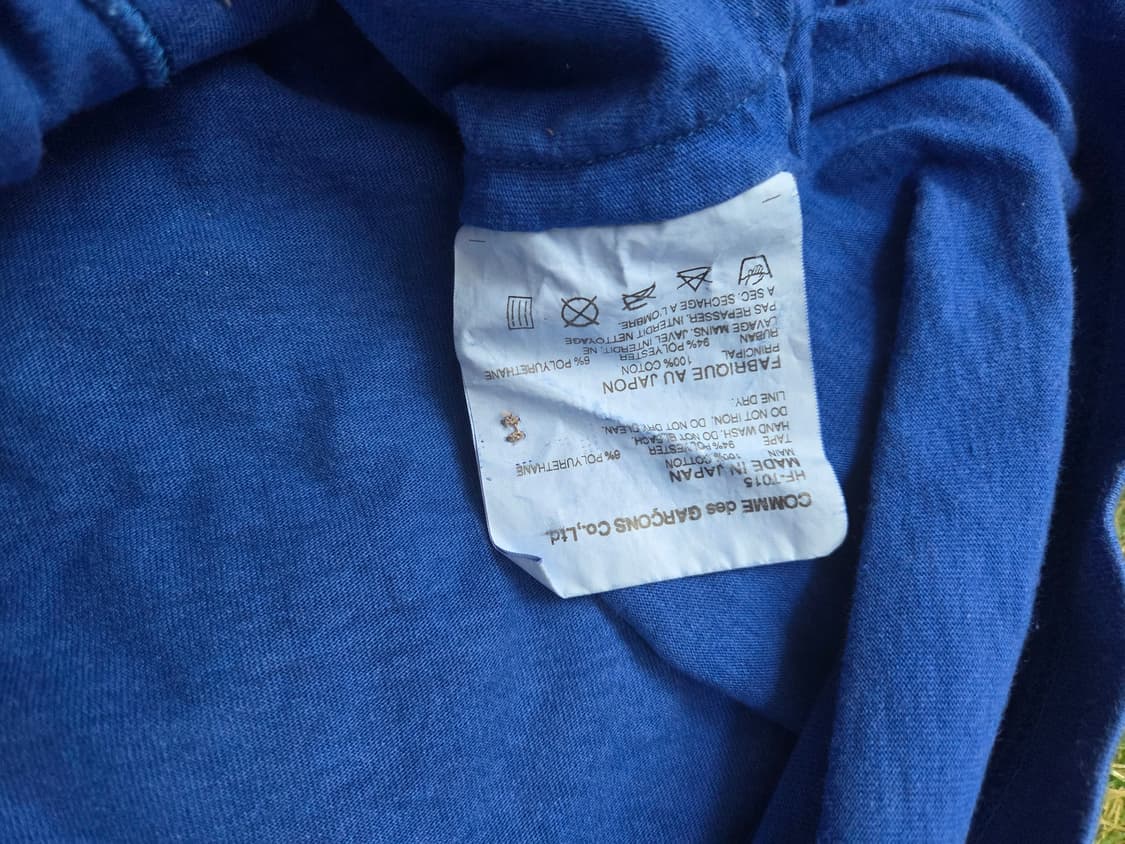 COMME des GARÇONS Co.,Ltd.
HF-T015
MADE IN JAPAN
MAIN 100% COTTON
TAPE 94% POLYESTER 6% POLYURETHANE
HAND WASH. DO NOT BLEACH.
DO NOT IRON. DO NOT DRY CLEAN.
LINE DRY.
FABRIQUE AU JAPON
PRINCIPAL 100% COTON
RUBAN 94% POLYESTER 6% POLYURETHANE
LAVAGE MAINS. JAVEL INTERDIT. NE
PAS REPASSER. INTERDIT NETTOYAGE
A SEC. SECHAGE A L'OMBRE.